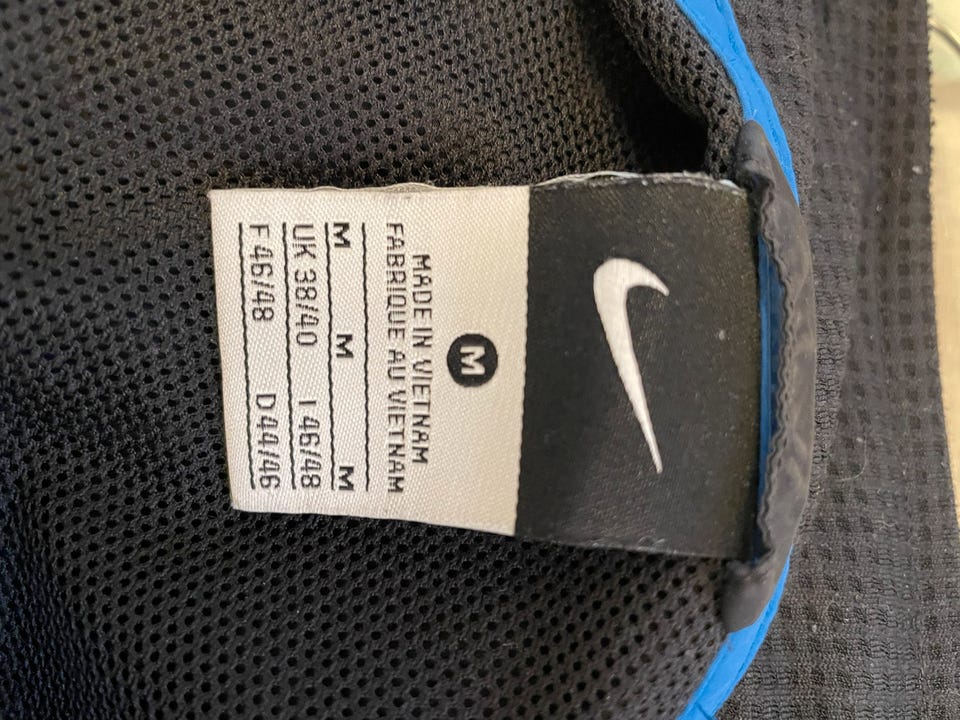 M
MADE IN VIETNAM
FABRIQUE AU VIETNAM
M M M
UK 38/40 I 46/48
F 46/48 D 44/46